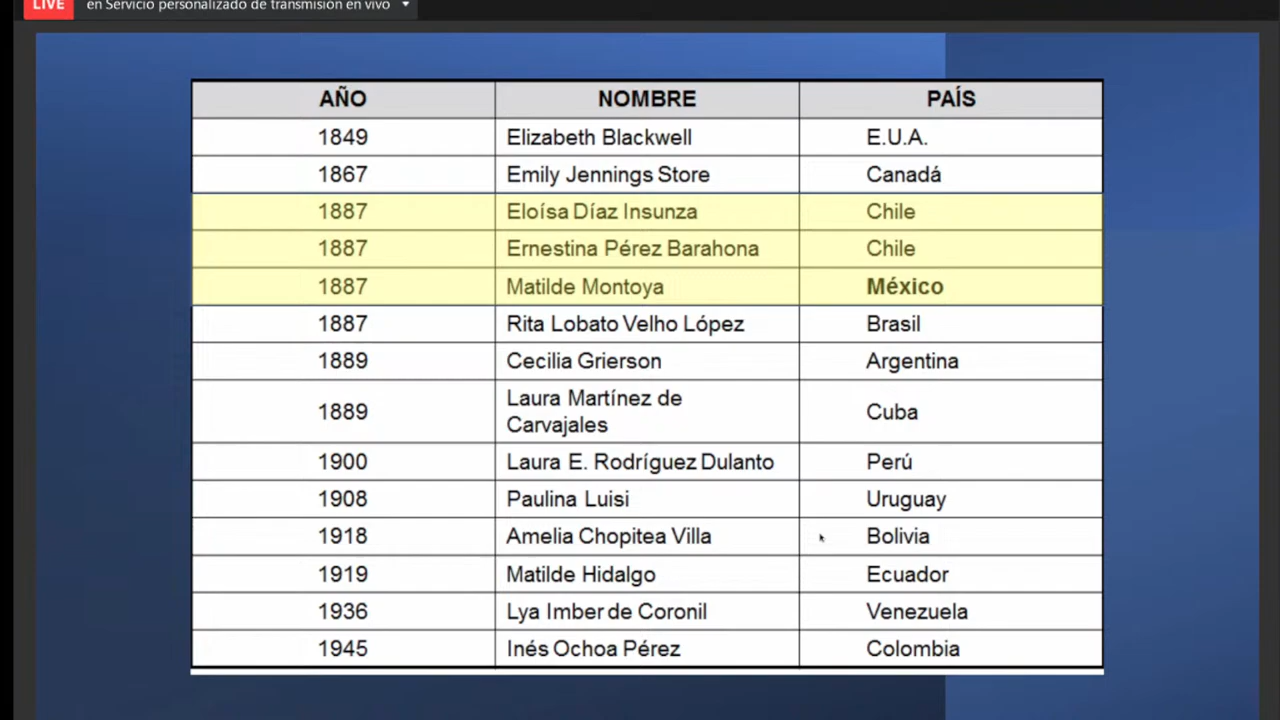 LIVE en Servicio personalizado de transmisión en vivo
AÑO NOMBRE PAÍS
1849 Elizabeth Blackwell E.U.A.
1867 Emily Jennings Store Canadá
1887 Eloísa Díaz Insunza Chile
1887 Ernestina Pérez Barahona Chile
1887 Matilde Montoya México
1887 Rita Lobato Velho López Brasil
1889 Cecilia Grierson Argentina
1889 Laura Martínez de
Carvajales Cuba
1900 Laura E. Rodríguez Dulanto Perú
1908 Paulina Luisi Uruguay
1918 Amelia Chopitea Villa Bolivia
1919 Matilde Hidalgo Ecuador
1936 Lya Imber de Coronil Venezuela
1945 Inés Ochoa Pérez Colombia